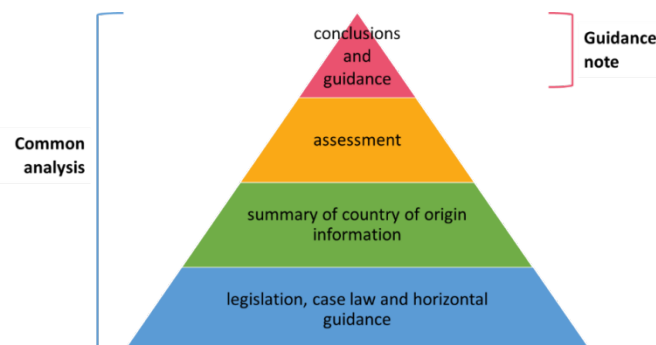 conclusions
and
guidance
Guidance
note
assessment
Common
analysis
summary of country of origin
information
legislation, case law and horizontal
guidance